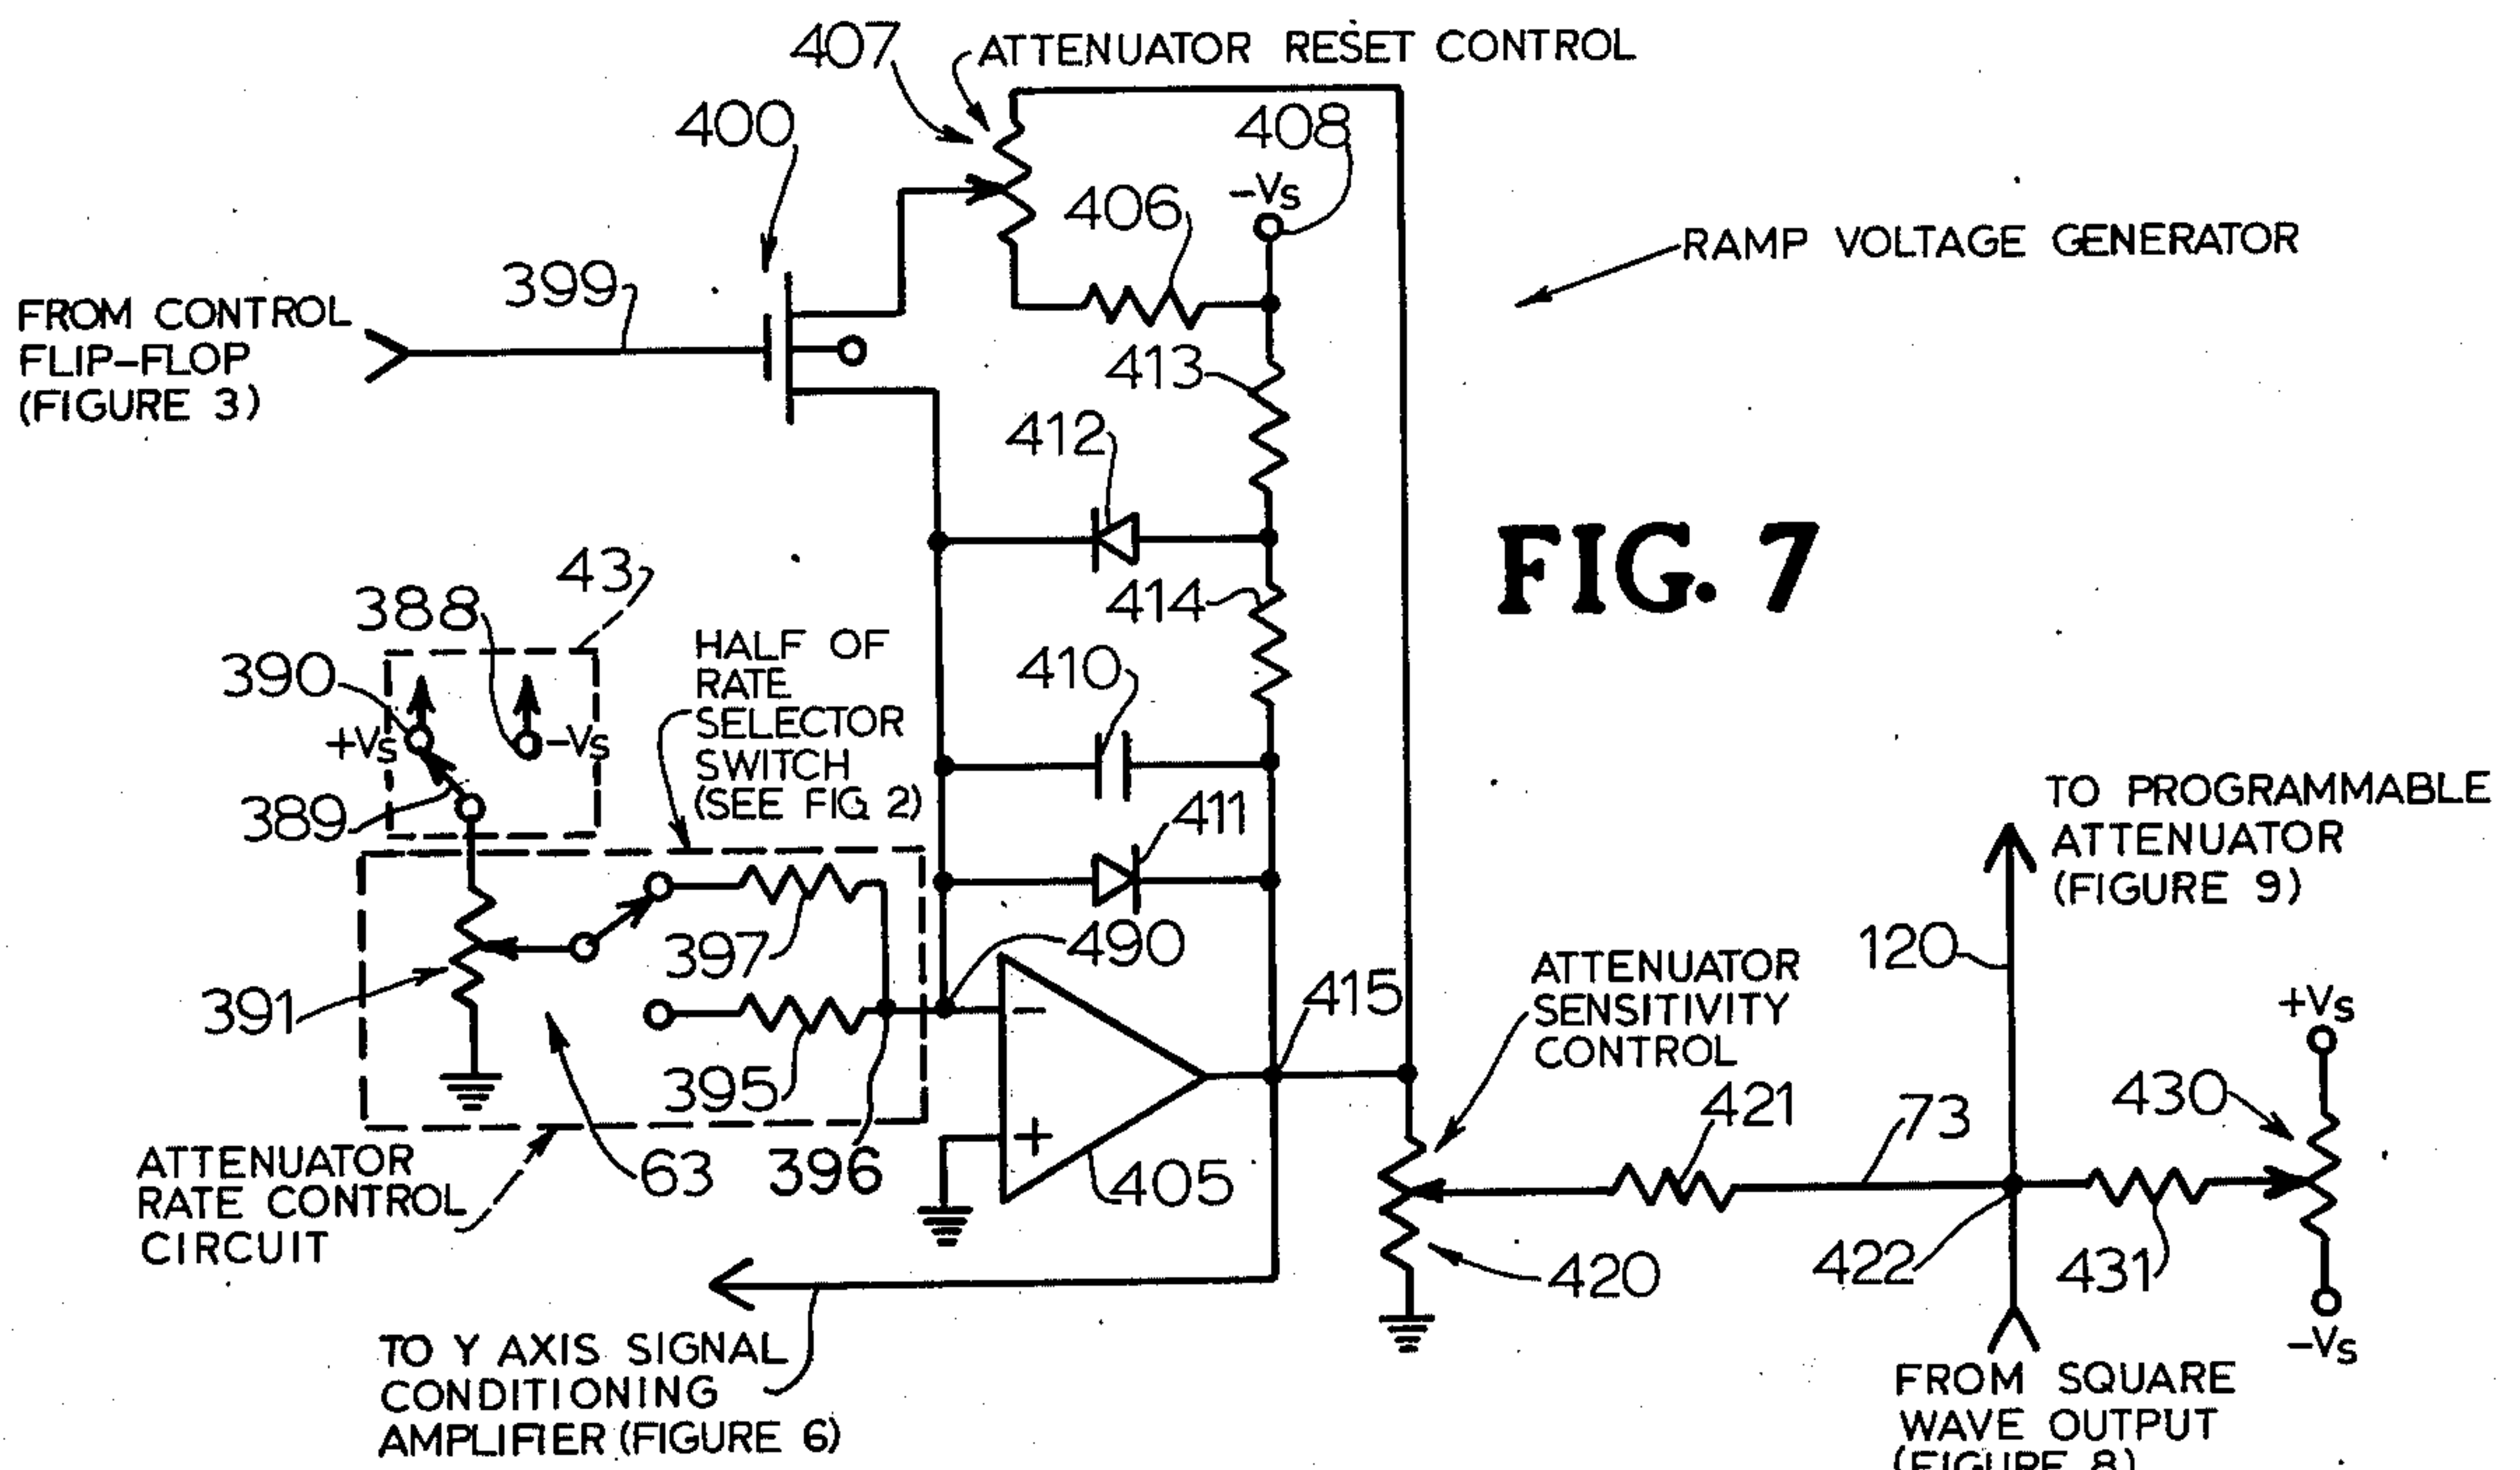 407
ATTENUATOR RESET CONTROL
400
408
-Vs
406
RAMP VOLTAGE GENERATOR
399
FROM CONTROL
FLIP-FLOP
(FIGURE 3)
413
412
FIG. 7
43
388
414
390
HALF OF
RATE
SELECTOR
SWITCH
(SEE FIG 2)
410
+Vs
-Vs
389
411
TO PROGRAMMABLE
ATTENUATOR
(FIGURE 9)
397
490
120
391
415
ATTENUATOR
SENSITIVITY
CONTROL
+Vs
-
395
421
73
430
+
ATTENUATOR
RATE CONTROL
CIRCUIT
63
396
405
420
422
431
-Vs
TO Y AXIS SIGNAL
CONDITIONING
AMPLIFIER (FIGURE 6)
FROM SQUARE
WAVE OUTPUT
(FIGURE 8)